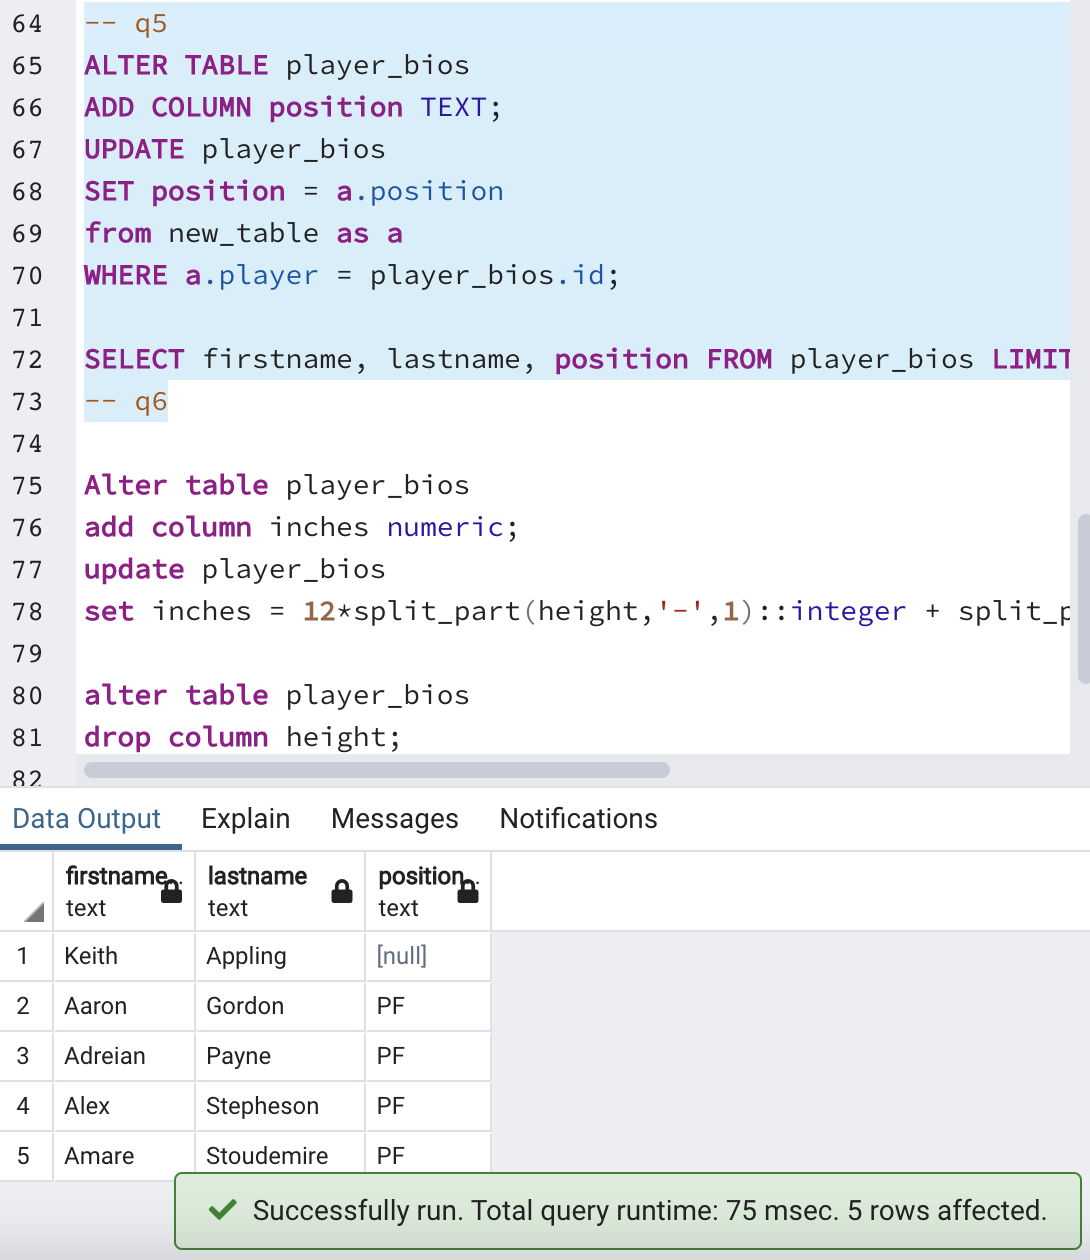 64 -- q5
65 ALTER TABLE player_bios
66 ADD COLUMN position TEXT;
67 UPDATE player_bios
68 SET position = a.position
69 from new_table as a
70 WHERE a.player = player_bios.id;
71
72 SELECT firstname, lastname, position FROM player_bios LIMIT
73 -- q6
74
75 Alter table player_bios
76 add column inches numeric;
77 update player_bios
78 set inches = 12*split_part(height,'-',1)::integer + split_p
79
80 alter table player_bios
81 drop column height;
82
Data Output Explain Messages Notifications
firstname lastname position
text text text
1 Keith Appling [null]
2 Aaron Gordon PF
3 Adreian Payne PF
4 Alex Stepheson PF
5 Amare Stoudemire PF
Successfully run. Total query runtime: 75 msec. 5 rows affected.